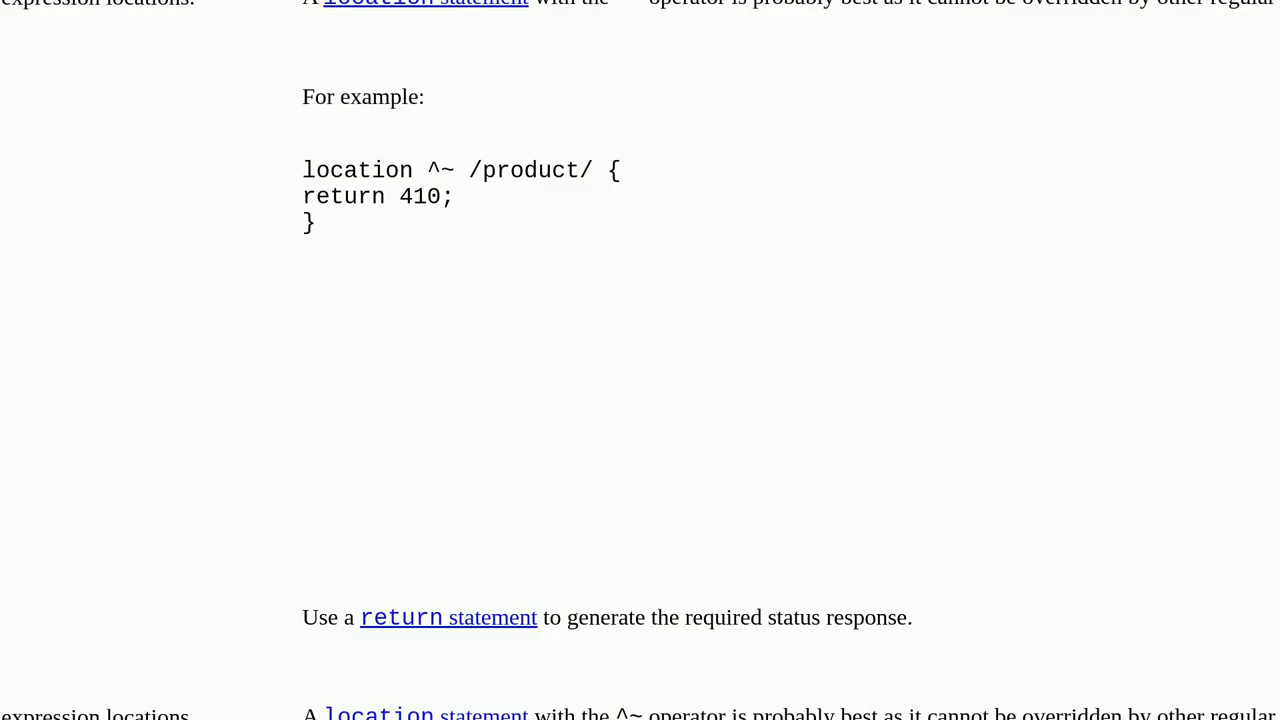 expression locations. A location statement with the operator is probably best as it cannot be overridden by other regular
For example:
location ^~ /product/ {
return 410;
}
Use a return statement to generate the required status response.
expression locations. A location statement with the ^~ operator is probably best as it cannot be overridden by other regular